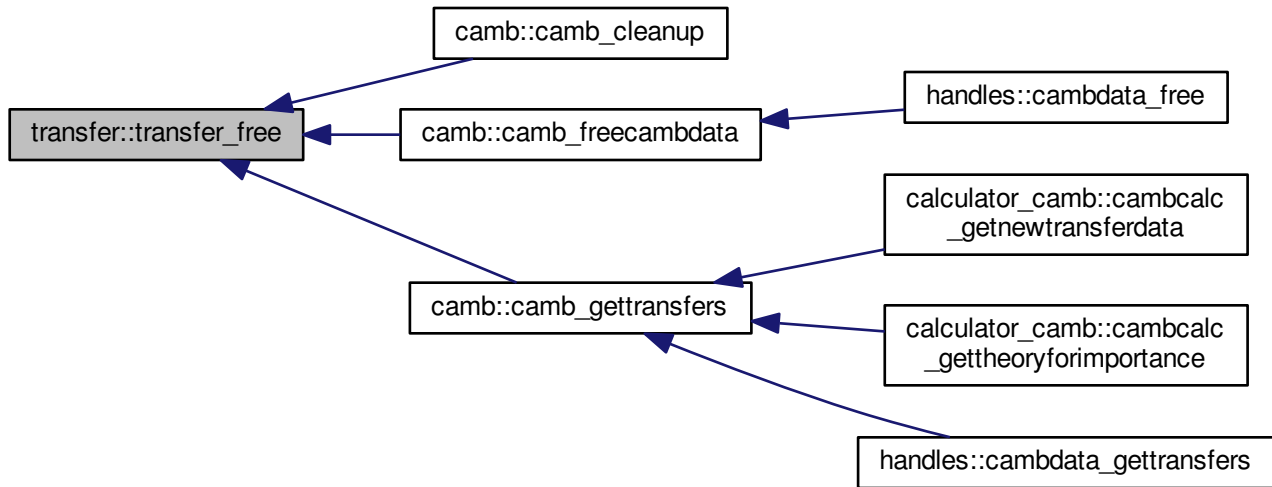 camb::camb_cleanup
transfer::transfer_free
camb::camb_freecambdata
handles::cambdata_free
calculator_camb::cambcalc
_getnewtransferdata
camb::camb_gettransfers
calculator_camb::cambcalc
_gettheoryforimportance
handles::cambdata_gettransfers